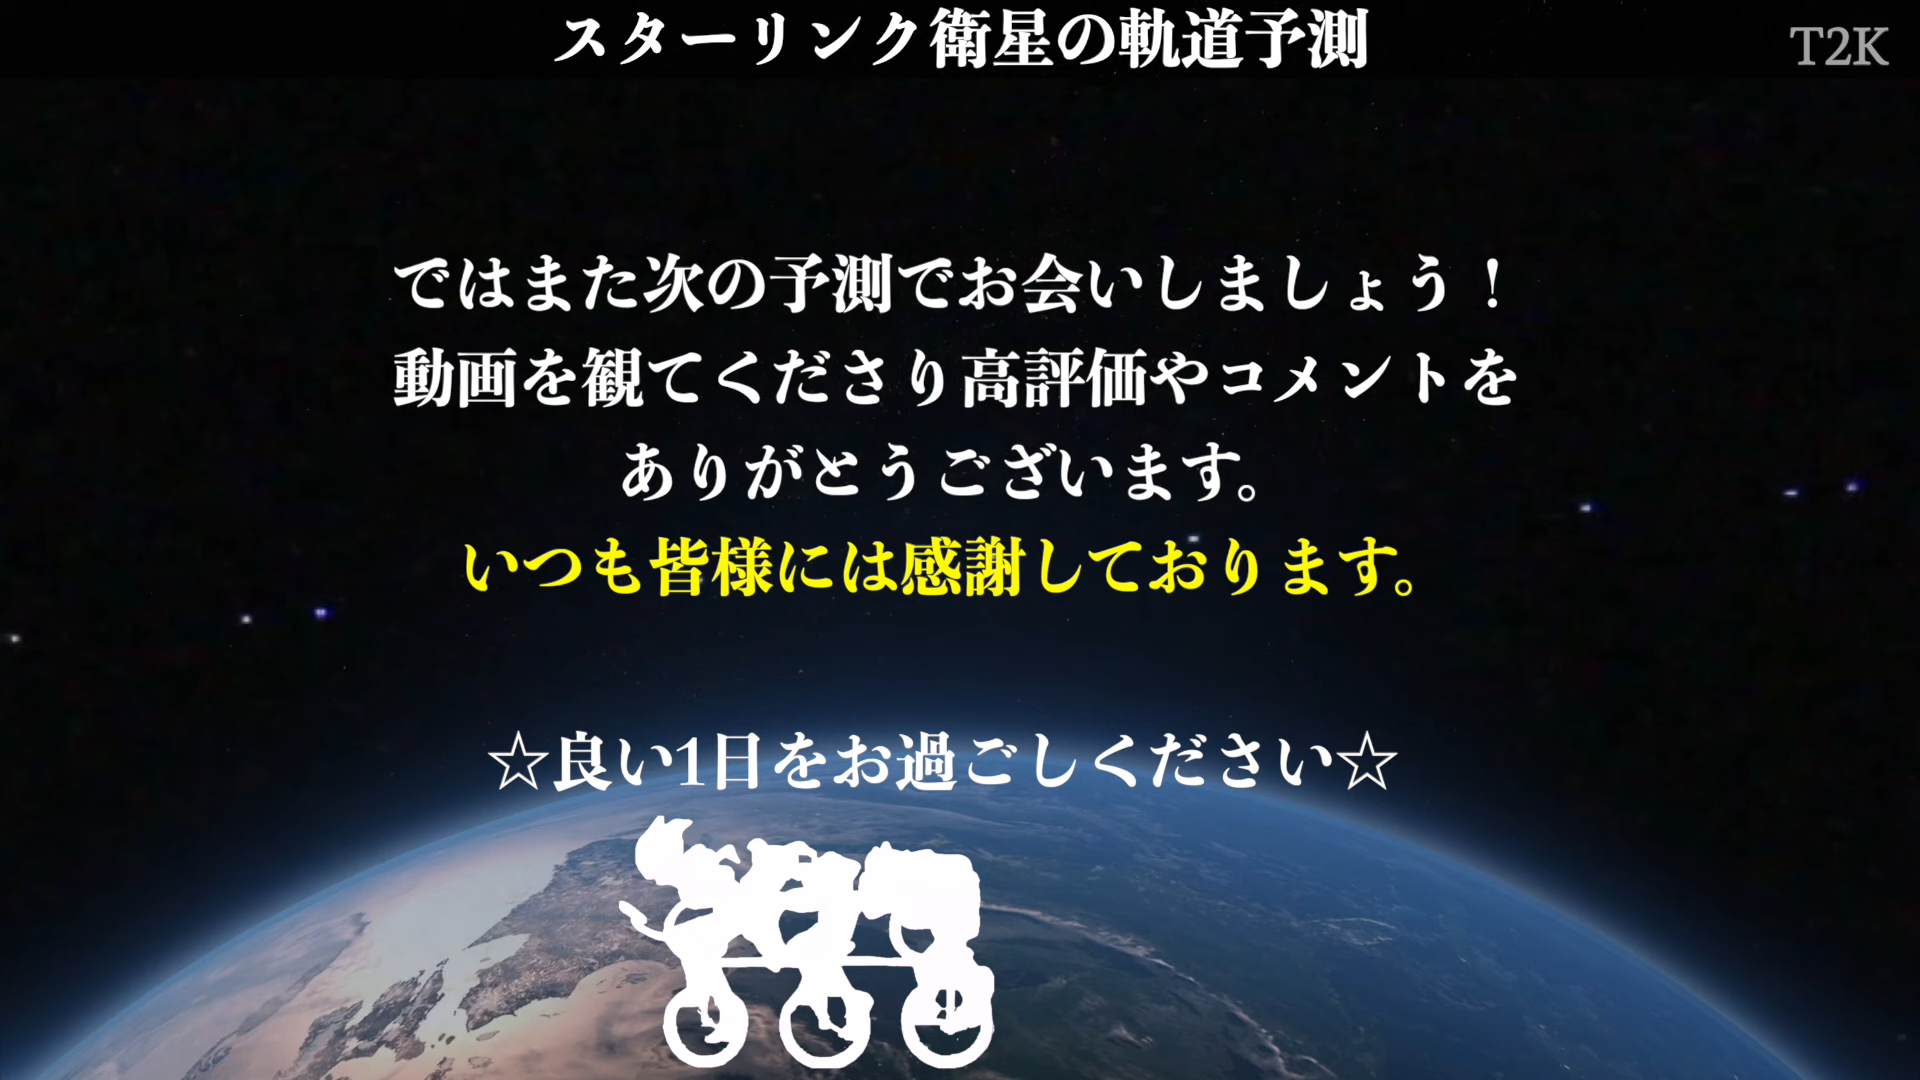 スターリンク衛星の軌道予測
T2K
ではまた次の予測でお会いしましょう！
動画を観てくださり高評価やコメントを
ありがとうございます。
いつも皆様には感謝しております。
☆良い1日をお過ごしください☆